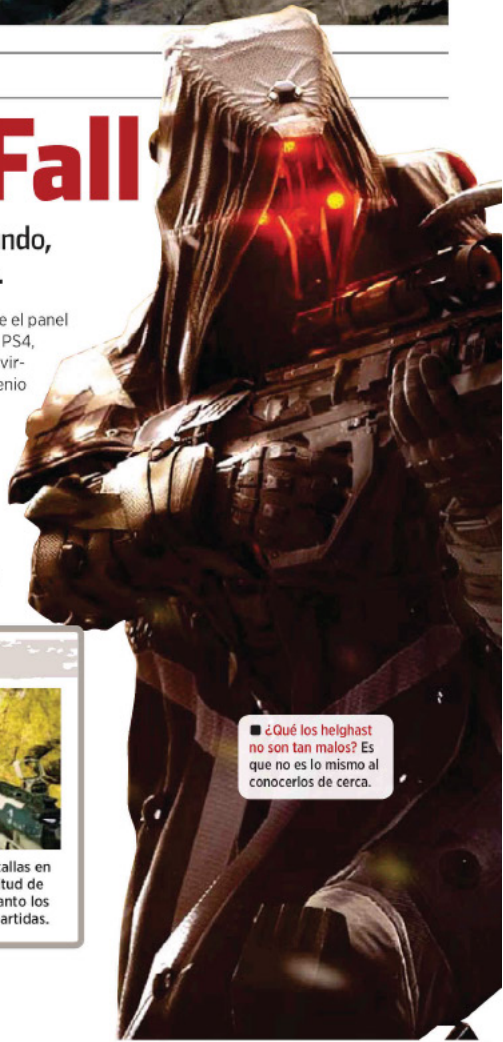 Fall
ndo,
e el panel
PS4,
vir-
enio
■ ¿Qué los helghast
no son tan malos? Es
que no es lo mismo al
conocerlos de cerca.
allas en
tud de
anto los
artidas.